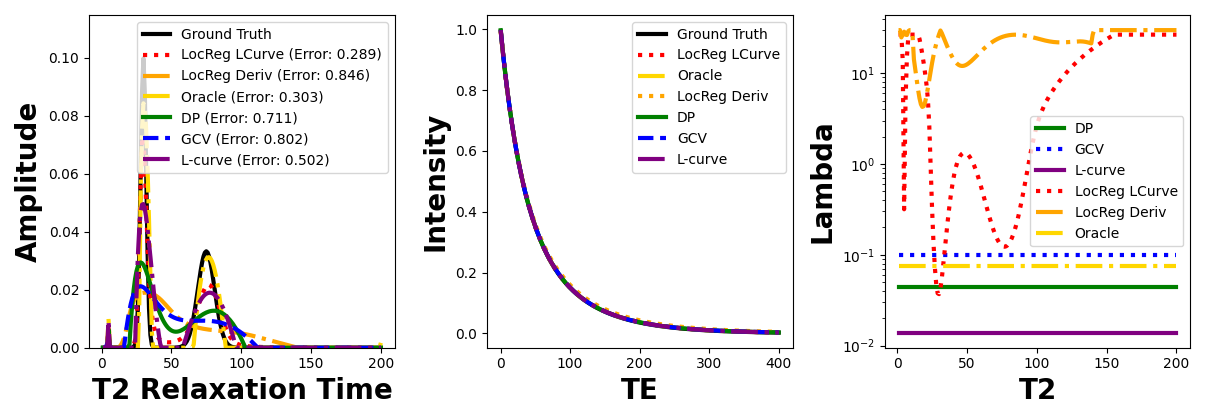 Amplitude
0.10
0.08
0.06
0.04
0.02
0.00
Ground Truth
LocReg LCurve (Error: 0.289)
LocReg Deriv (Error: 0.846)
Oracle (Error: 0.303)
DP (Error: 0.711)
GCV (Error: 0.802)
L-curve (Error: 0.502)
0 50 100 150 200
T2 Relaxation Time
Intensity
1.0
0.8
0.6
0.4
0.2
0.0
Ground Truth
LocReg LCurve
Oracle
LocReg Deriv
DP
GCV
L-curve
0 100 200 300 400
TE
Lambda
10¹
10⁰
10⁻¹
10⁻²
DP
GCV
L-curve
LocReg LCurve
LocReg Deriv
Oracle
0 50 100 150 200
T2